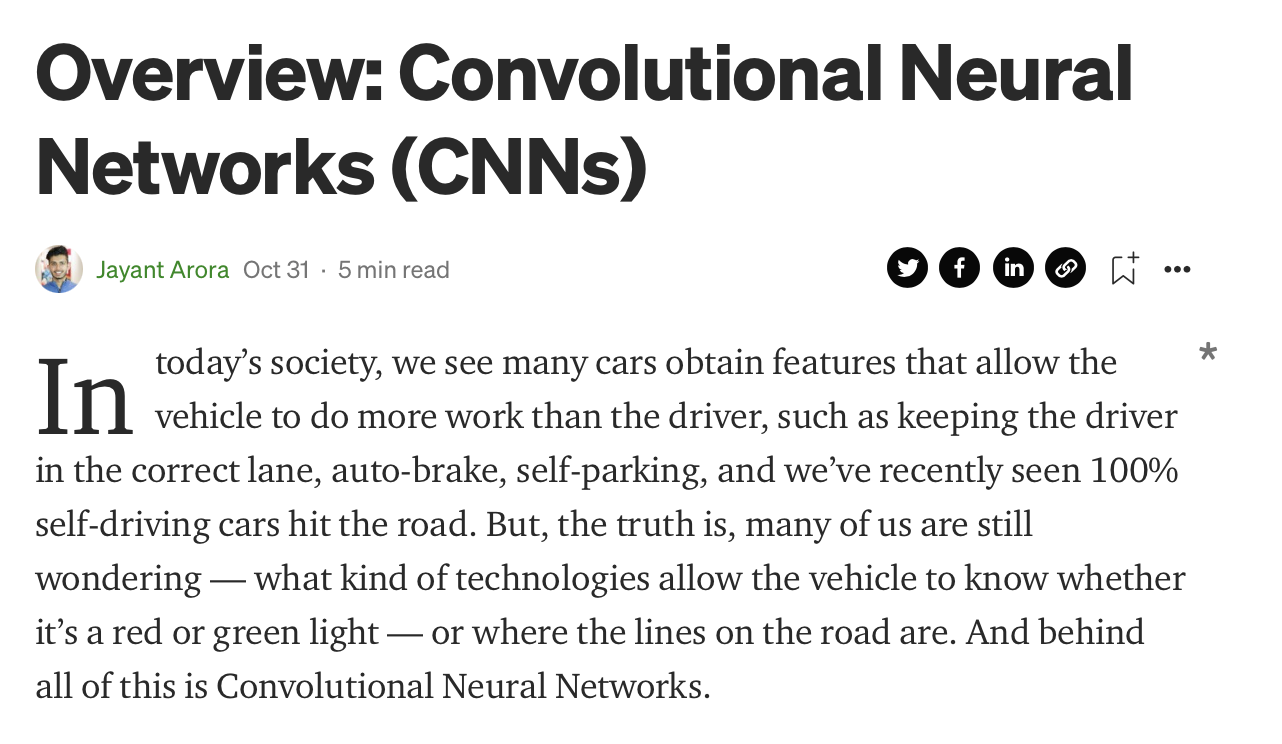 Overview: Convolutional Neural
Networks (CNNs)
Jayant Arora Oct 31 · 5 min read
In today’s society, we see many cars obtain features that allow the *
vehicle to do more work than the driver, such as keeping the driver
in the correct lane, auto-brake, self-parking, and we’ve recently seen 100%
self-driving cars hit the road. But, the truth is, many of us are still
wondering — what kind of technologies allow the vehicle to know whether
it’s a red or green light — or where the lines on the road are. And behind
all of this is Convolutional Neural Networks.